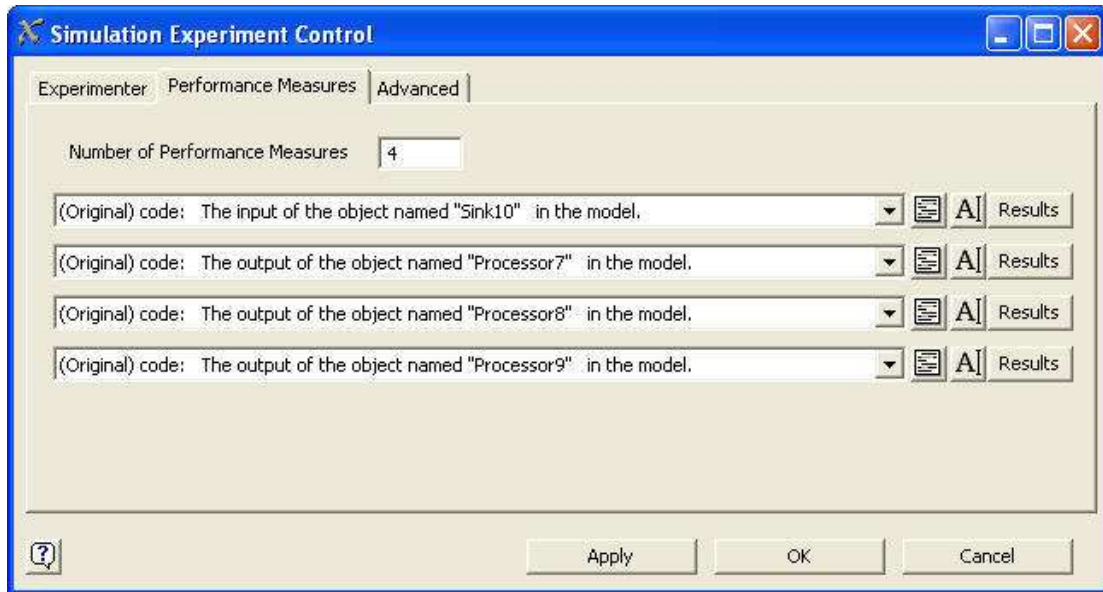 Simulation Experiment Control
Experimenter Performance Measures Advanced
Number of Performance Measures 4
(Original) code: The input of the object named "Sink10" in the model. A Results
(Original) code: The output of the object named "Processor7" in the model. A Results
(Original) code: The output of the object named "Processor8" in the model. A Results
(Original) code: The output of the object named "Processor9" in the model. A Results
? Apply OK Cancel